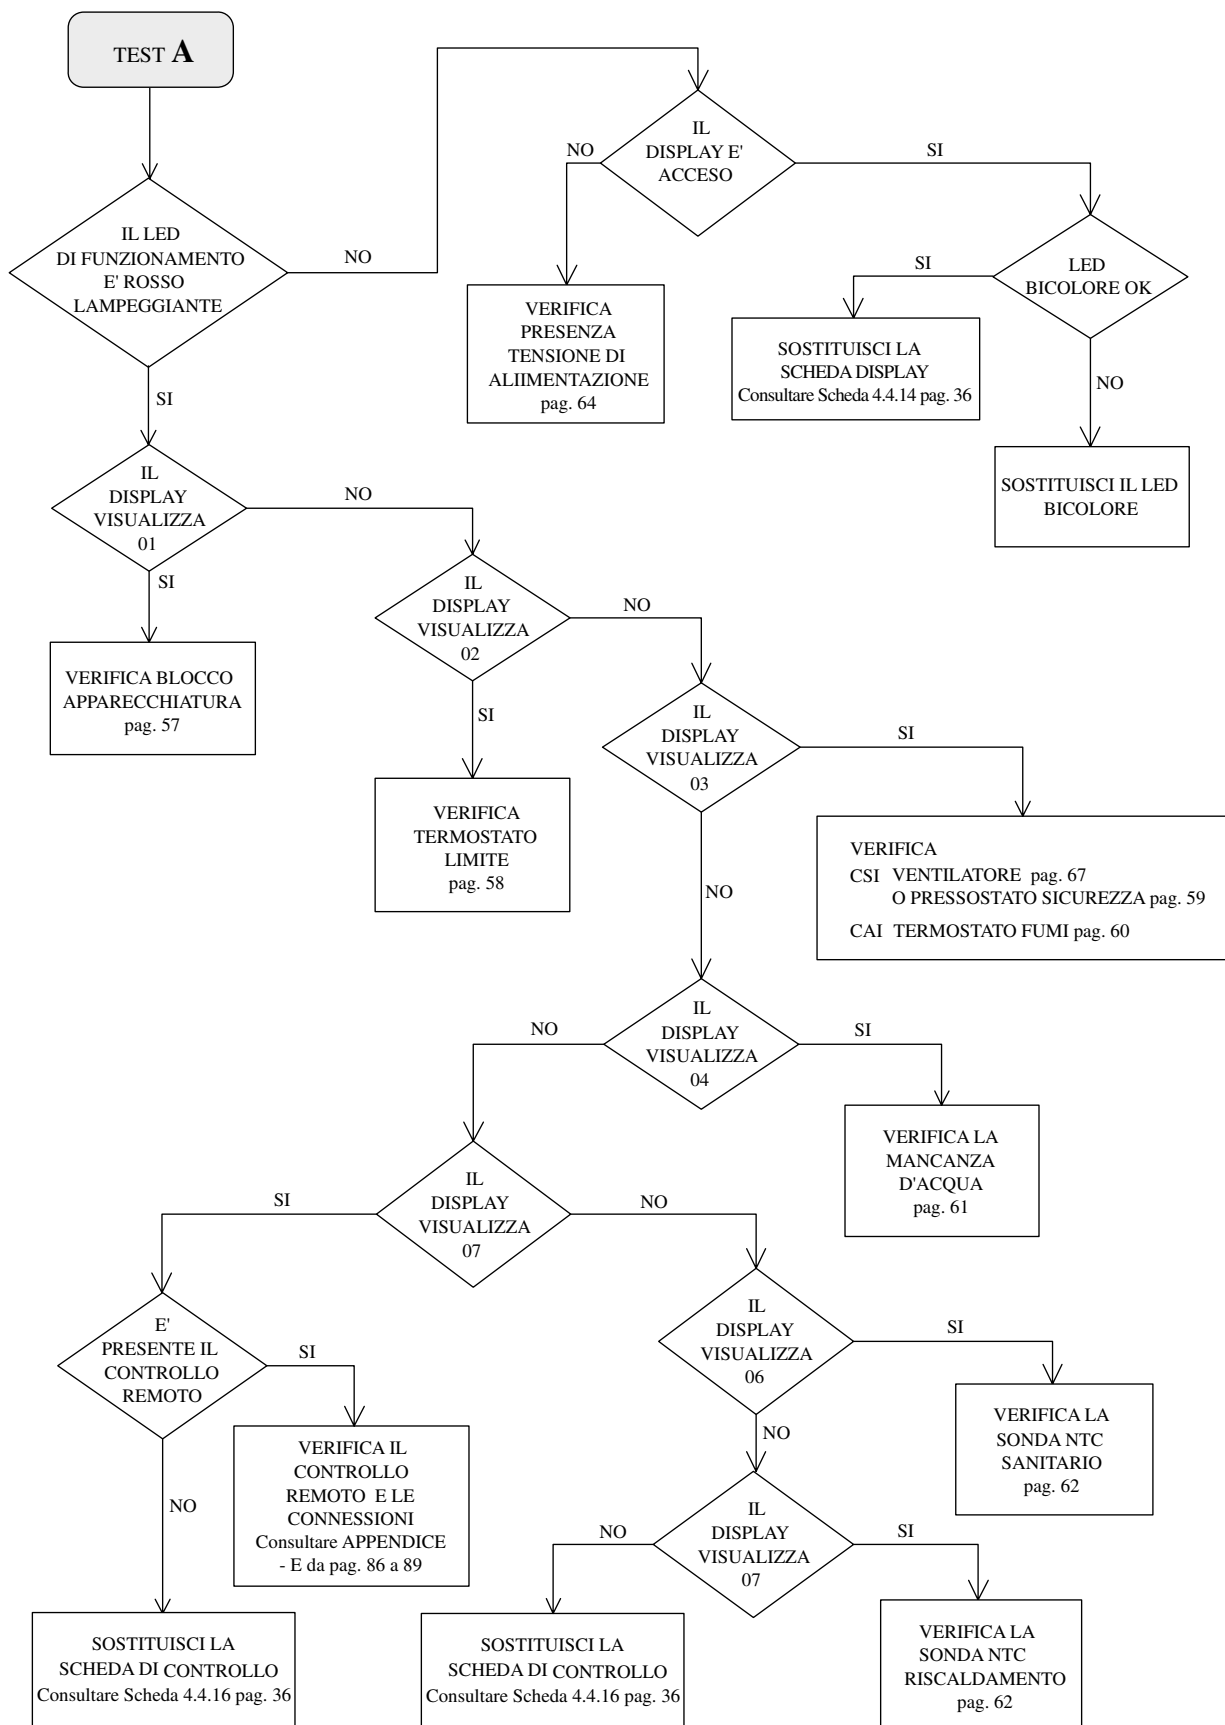 TEST A
IL LED
DI FUNZIONAMENTO
E' ROSSO
LAMPEGGIANTE
NO
SI
IL
DISPLAY E'
ACCESO
NO
SI
VERIFICA
PRESENZA
TENSIONE DI
ALIIMENTAZIONE
pag. 64
LED
BICOLORE OK
SI
NO
SOSTITUISCI LA
SCHEDA DISPLAY
Consultare Scheda 4.4.14 pag. 36
SOSTITUISCI IL LED
BICOLORE
IL
DISPLAY
VISUALIZZA
01
NO
SI
VERIFICA BLOCCO
APPARECCHIATURA
pag. 57
IL
DISPLAY
VISUALIZZA
02
NO
SI
VERIFICA
TERMOSTATO
LIMITE
pag. 58
IL
DISPLAY
VISUALIZZA
03
SI
NO
VERIFICA
CSI VENTILATORE pag. 67
O PRESSOSTATO SICUREZZA pag. 59
CAI TERMOSTATO FUMI pag. 60
IL
DISPLAY
VISUALIZZA
04
NO
SI
VERIFICA LA
MANCANZA
D'ACQUA
pag. 61
IL
DISPLAY
VISUALIZZA
07
SI
NO
E'
PRESENTE IL
CONTROLLO
REMOTO
SI
NO
VERIFICA IL
CONTROLLO
REMOTO E LE
CONNESSIONI
Consultare APPENDICE
- E da pag. 86 a 89
SOSTITUISCI LA
SCHEDA DI CONTROLLO
Consultare Scheda 4.4.16 pag. 36
IL
DISPLAY
VISUALIZZA
06
SI
NO
VERIFICA LA
SONDA NTC
SANITARIO
pag. 62
IL
DISPLAY
VISUALIZZA
07
NO
SI
SOSTITUISCI LA
SCHEDA DI CONTROLLO
Consultare Scheda 4.4.16 pag. 36
VERIFICA LA
SONDA NTC
RISCALDAMENTO
pag. 62